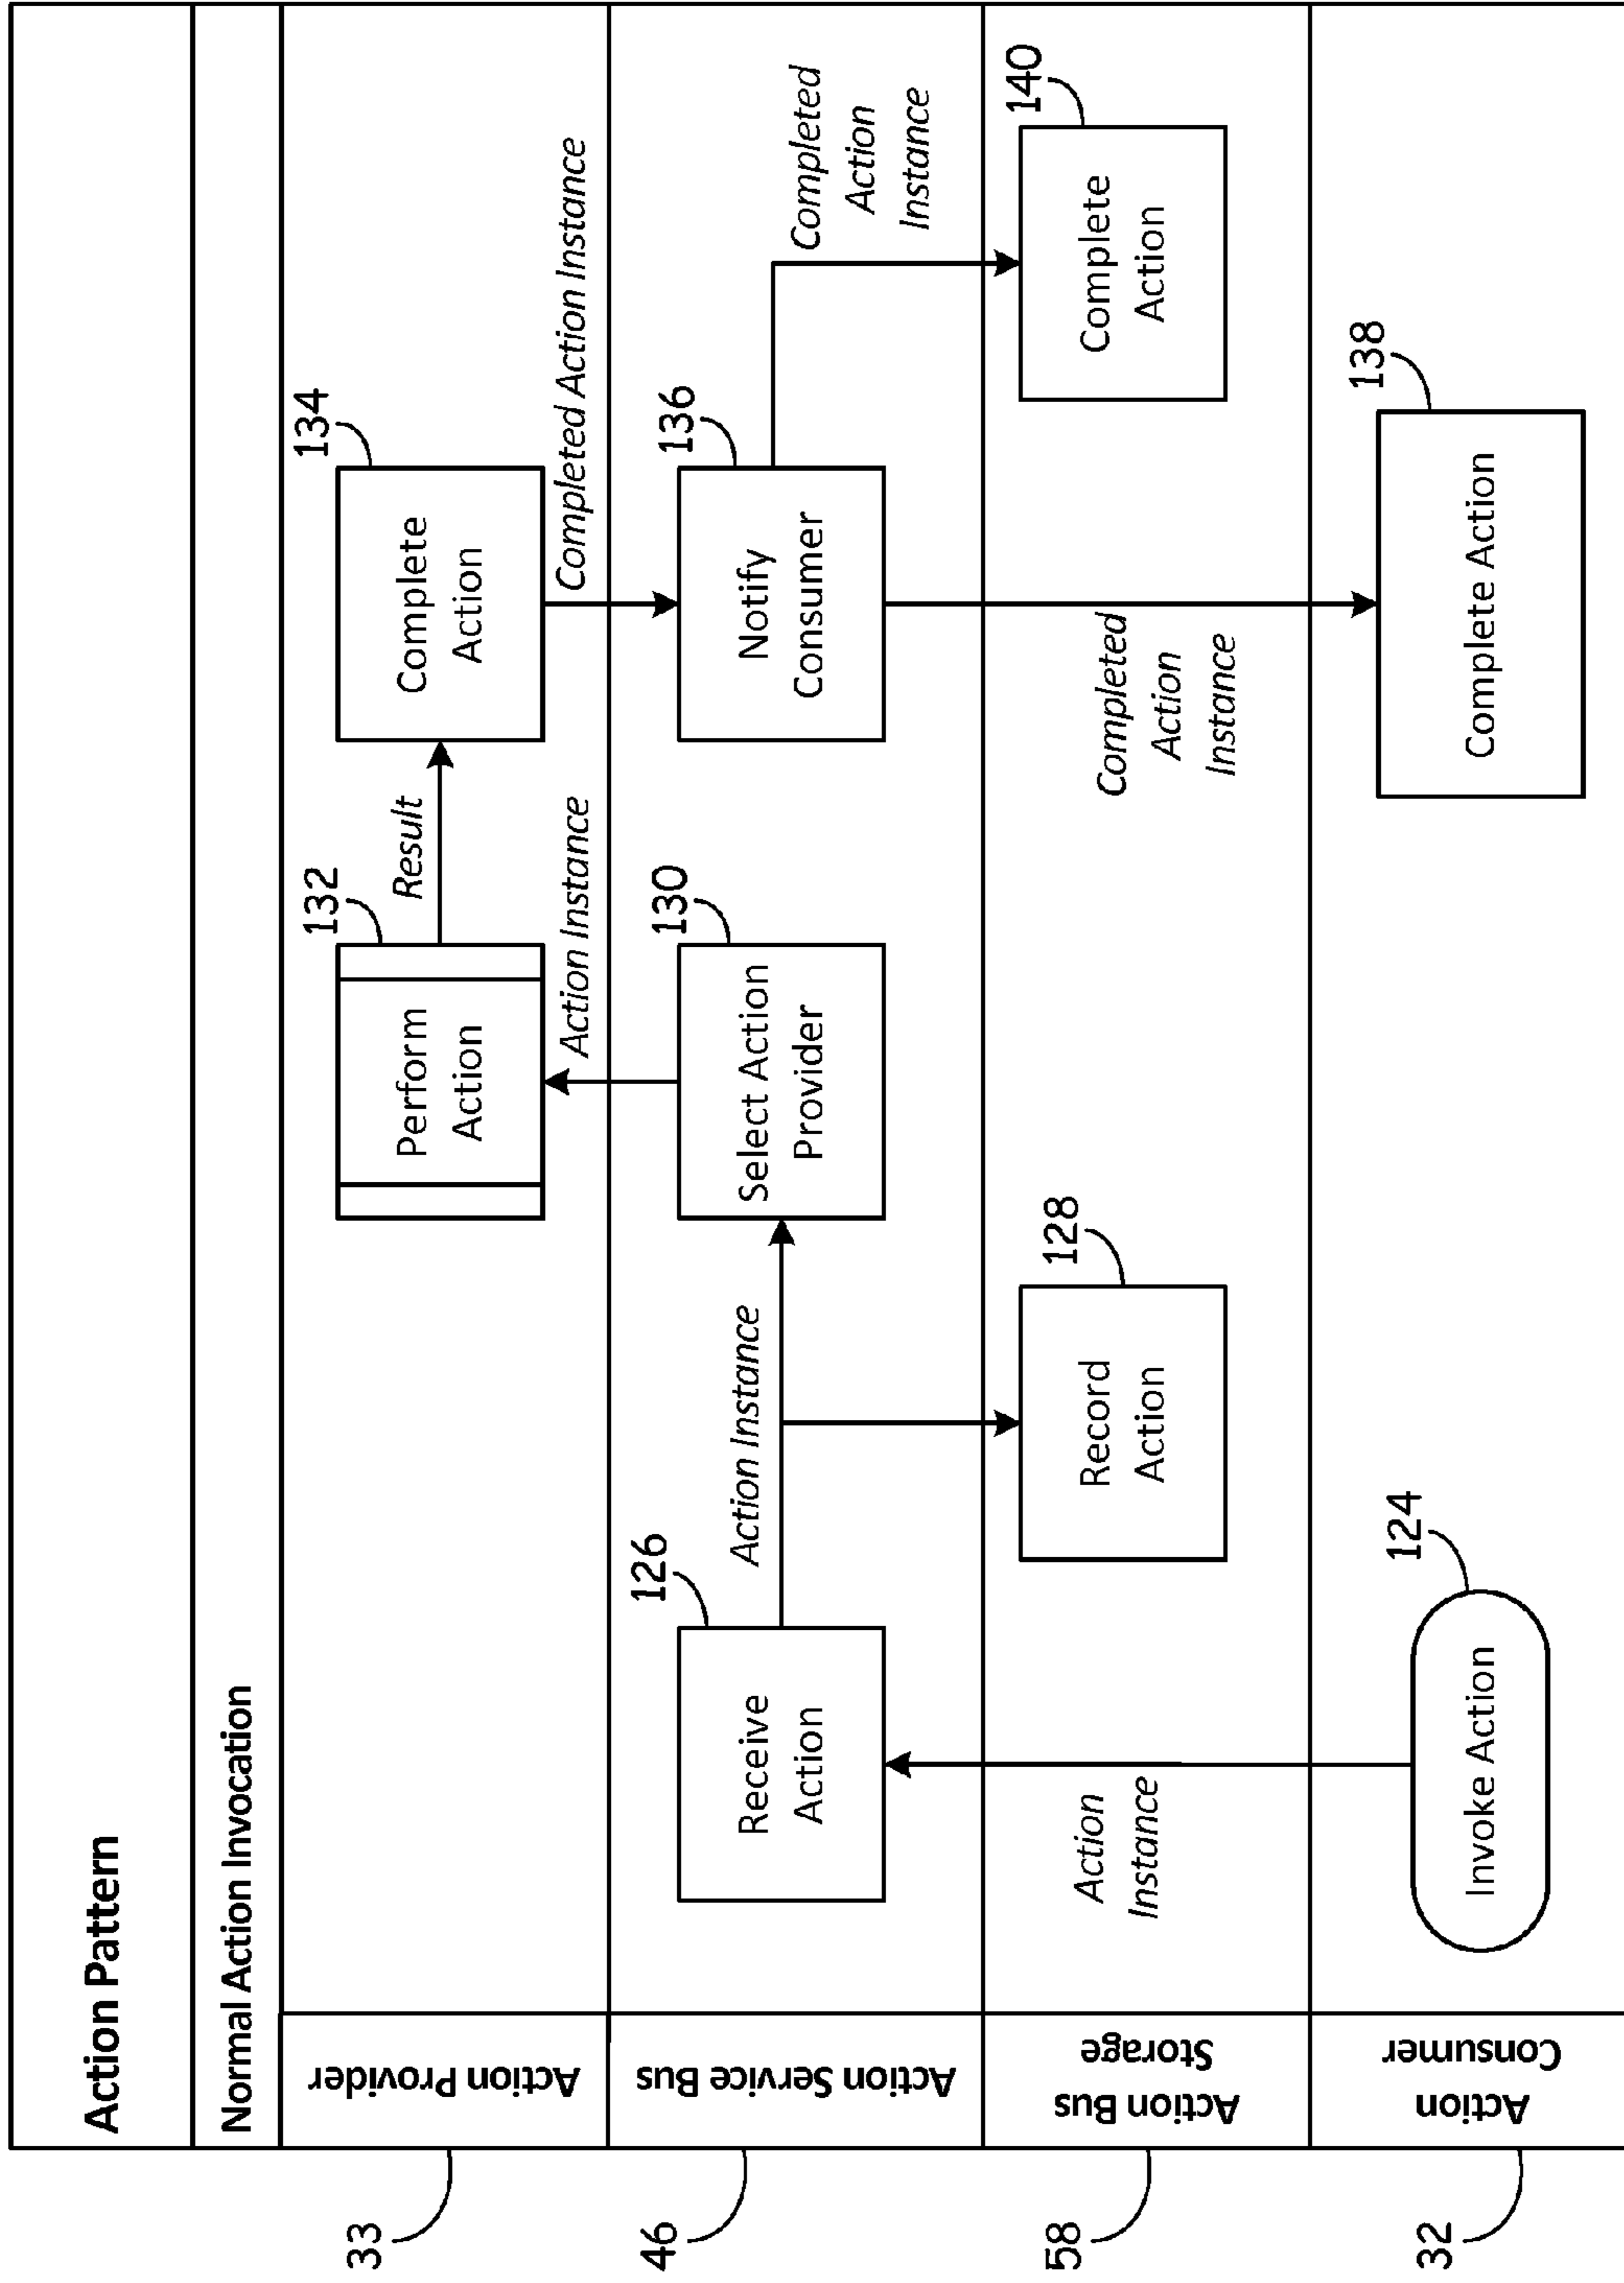 Action Pattern
Normal Action Invocation
33
Action Provider
132
Perform
Action
Result
134
Complete
Action
Action Instance
Completed Action Instance
46
Action Service Bus
126
Receive
Action
Action Instance
130
Select Action
Provider
136
Notify
Consumer
Completed
Action
Instance
58
Action Bus
Storage
Action
Instance
128
Record
Action
Completed
Action
Instance
140
Complete
Action
32
Action
Consumer
124
Invoke Action
138
Complete Action